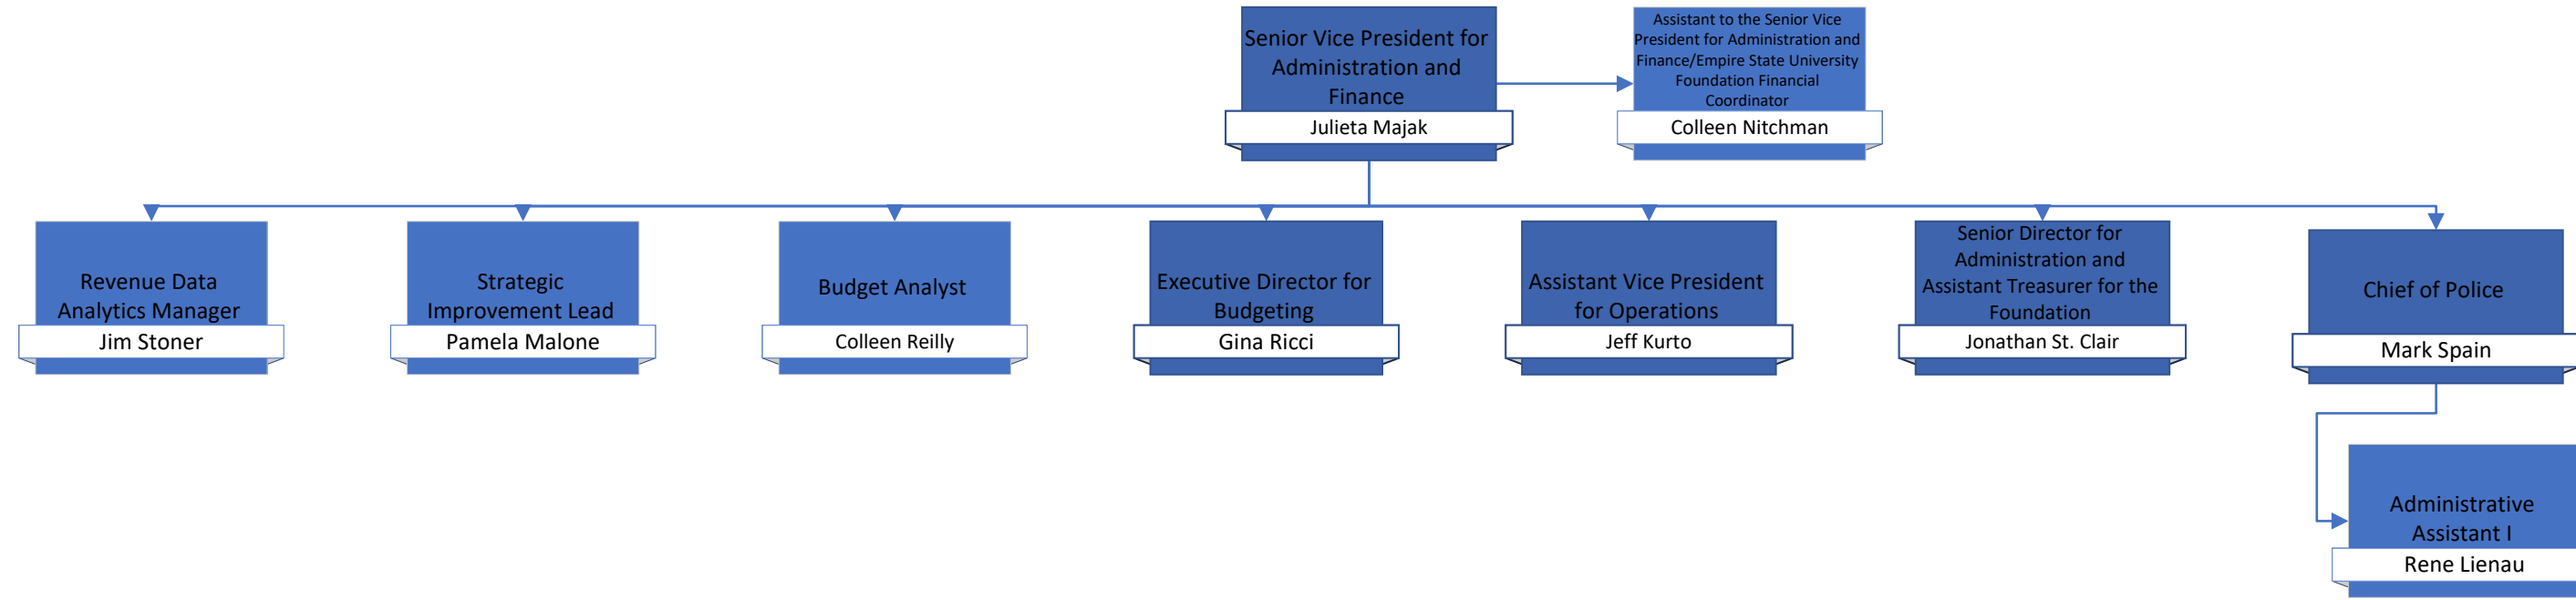 Senior Vice President for
Administration and
Finance
Julieta Majak
Assistant to the Senior Vice
President for Administration and
Finance/Empire State University
Foundation Financial
Coordinator
Colleen Nitchman
Revenue Data
Analytics Manager
Jim Stoner
Strategic
Improvement Lead
Pamela Malone
Budget Analyst
Colleen Reilly
Executive Director for
Budgeting
Gina Ricci
Assistant Vice President
for Operations
Jeff Kurto
Senior Director for
Administration and
Assistant Treasurer for the
Foundation
Jonathan St. Clair
Chief of Police
Mark Spain
Administrative
Assistant I
Rene Lienau